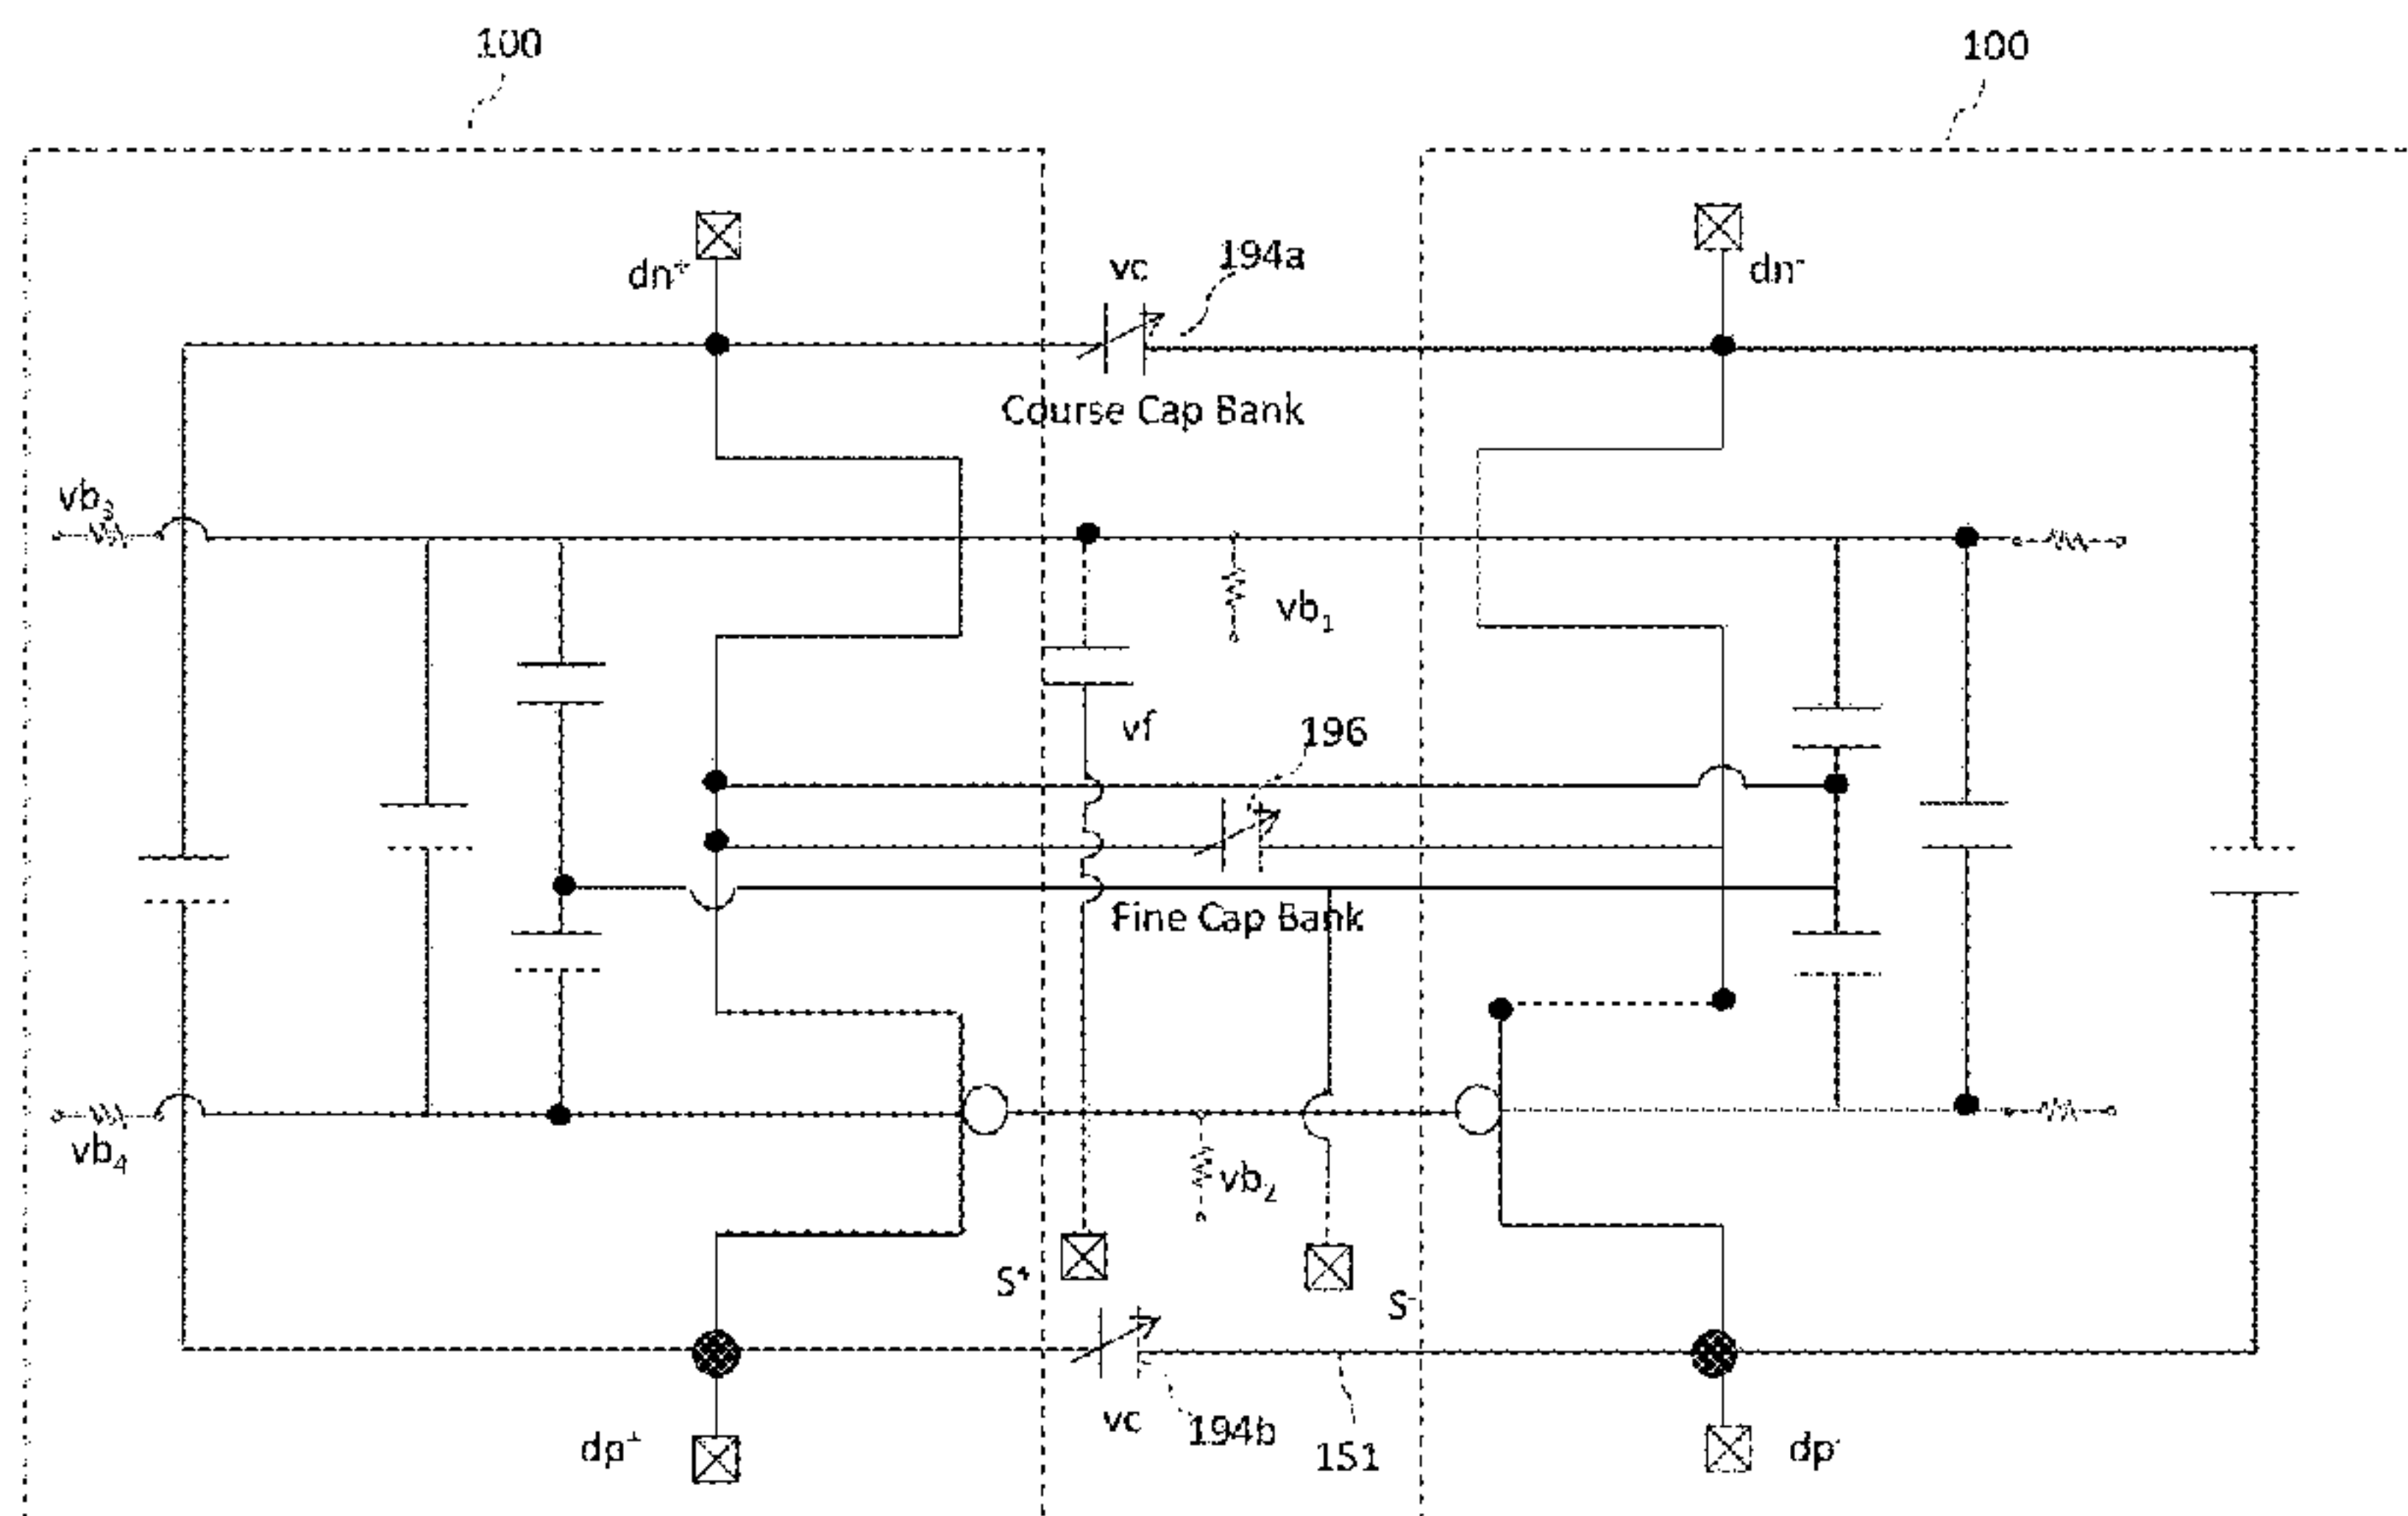 100
100
dn⁺
vc
194a
dn⁻
Course Cap Bank
vb₃
vb₁
vf
196
Fine Cap Bank
vb₄
vb₂
S⁺
S⁻
dp⁺
vc
194b
151
dp⁻